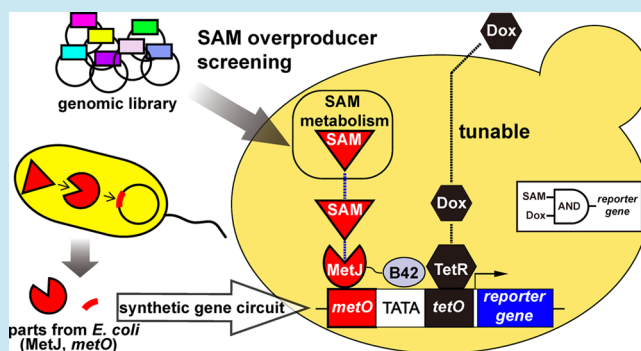 SAM overproducer
screening
genomic library
Dox
SAM
metabolism
SAM
tunable
SAM
Dox
SAM
Dox
AND
reporter
gene
MetJ
B42
TetR
parts from E. coli
(MetJ, metO)
synthetic gene circuit
metO
TATA
tetO
reporter
gene